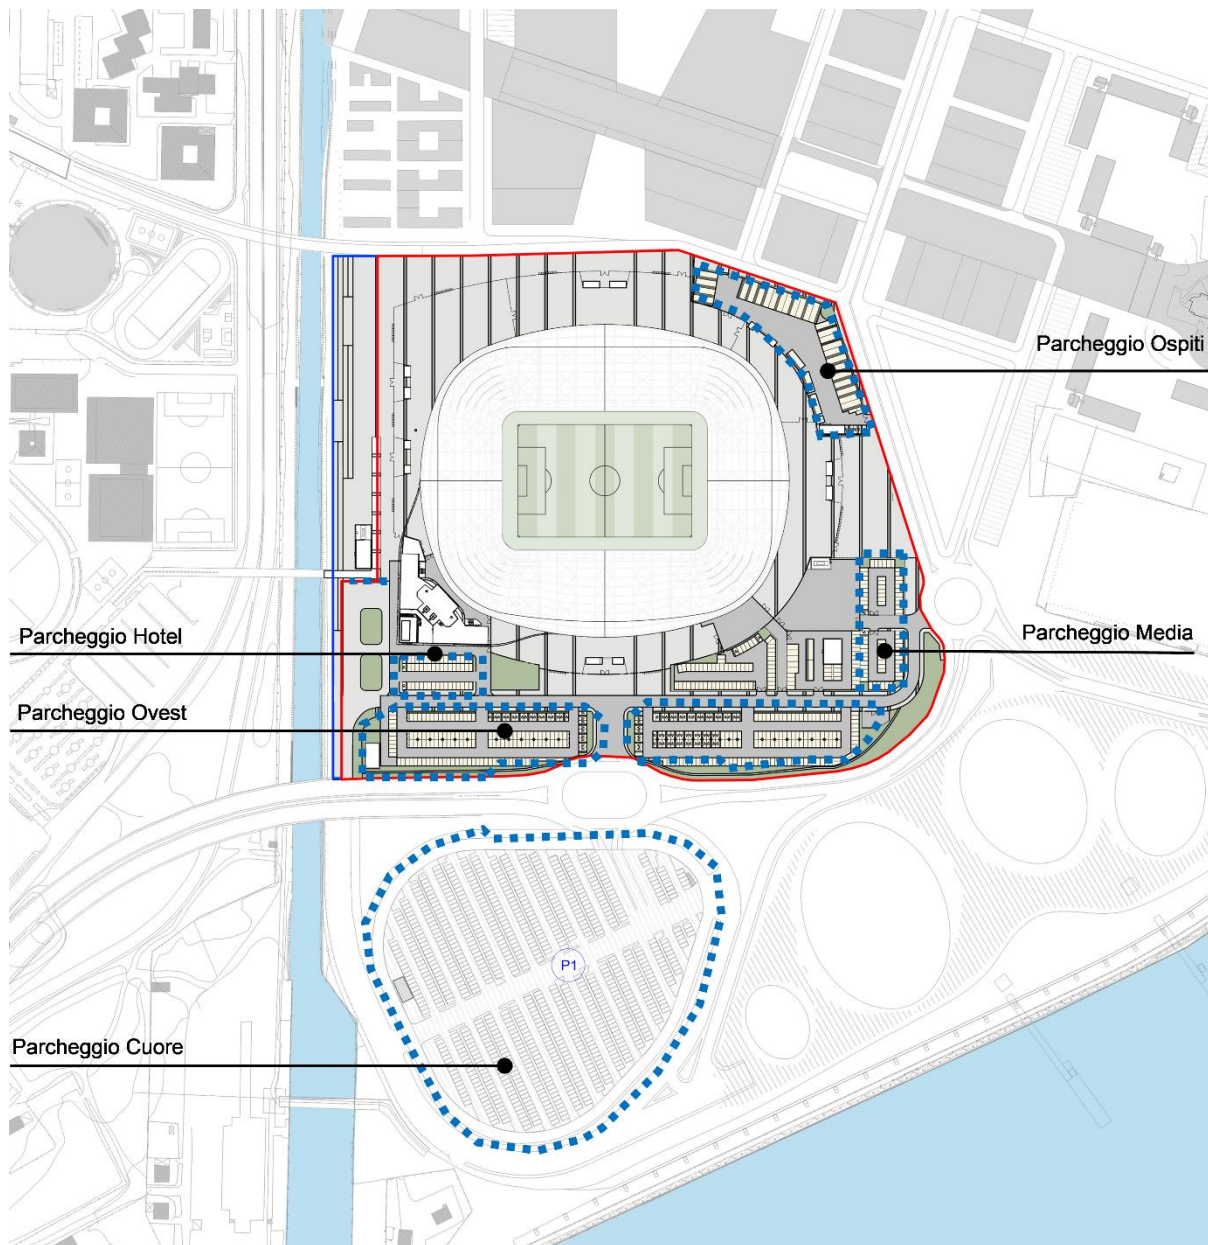 Parcheggio Ospiti
Parcheggio Media
Parcheggio Hotel
Parcheggio Ovest
P1
Parcheggio Cuore